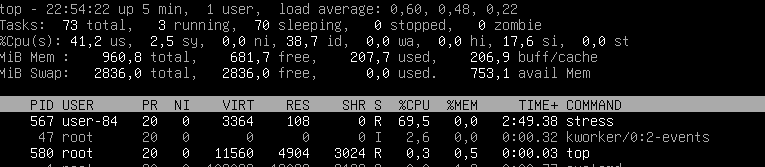 top - 22:54:22 up 5 min, 1 user, load average: 0,60, 0,48, 0,22
Tasks: 73 total, 3 running, 70 sleeping, 0 stopped, 0 zombie
%Cpu(s): 41,2 us, 2,5 sy, 0,0 ni, 38,7 id, 0,0 wa, 0,0 hi, 17,6 si, 0,0 st
MiB Mem : 960,8 total, 681,7 free, 207,7 used, 206,9 buff/cache
MiB Swap: 2836,0 total, 2836,0 free, 0,0 used. 753,1 avail Mem
PID USER PR NI VIRT RES SHR S %CPU %MEM TIME+ COMMAND
567 user-84 20 0 3364 108 0 R 69,5 0,0 2:49.38 stress
47 root 20 0 0 0 0 I 2,6 0,0 0:00.32 kworker/0:2-events
580 root 20 0 11560 4904 3024 R 0,3 0,5 0:00.03 top